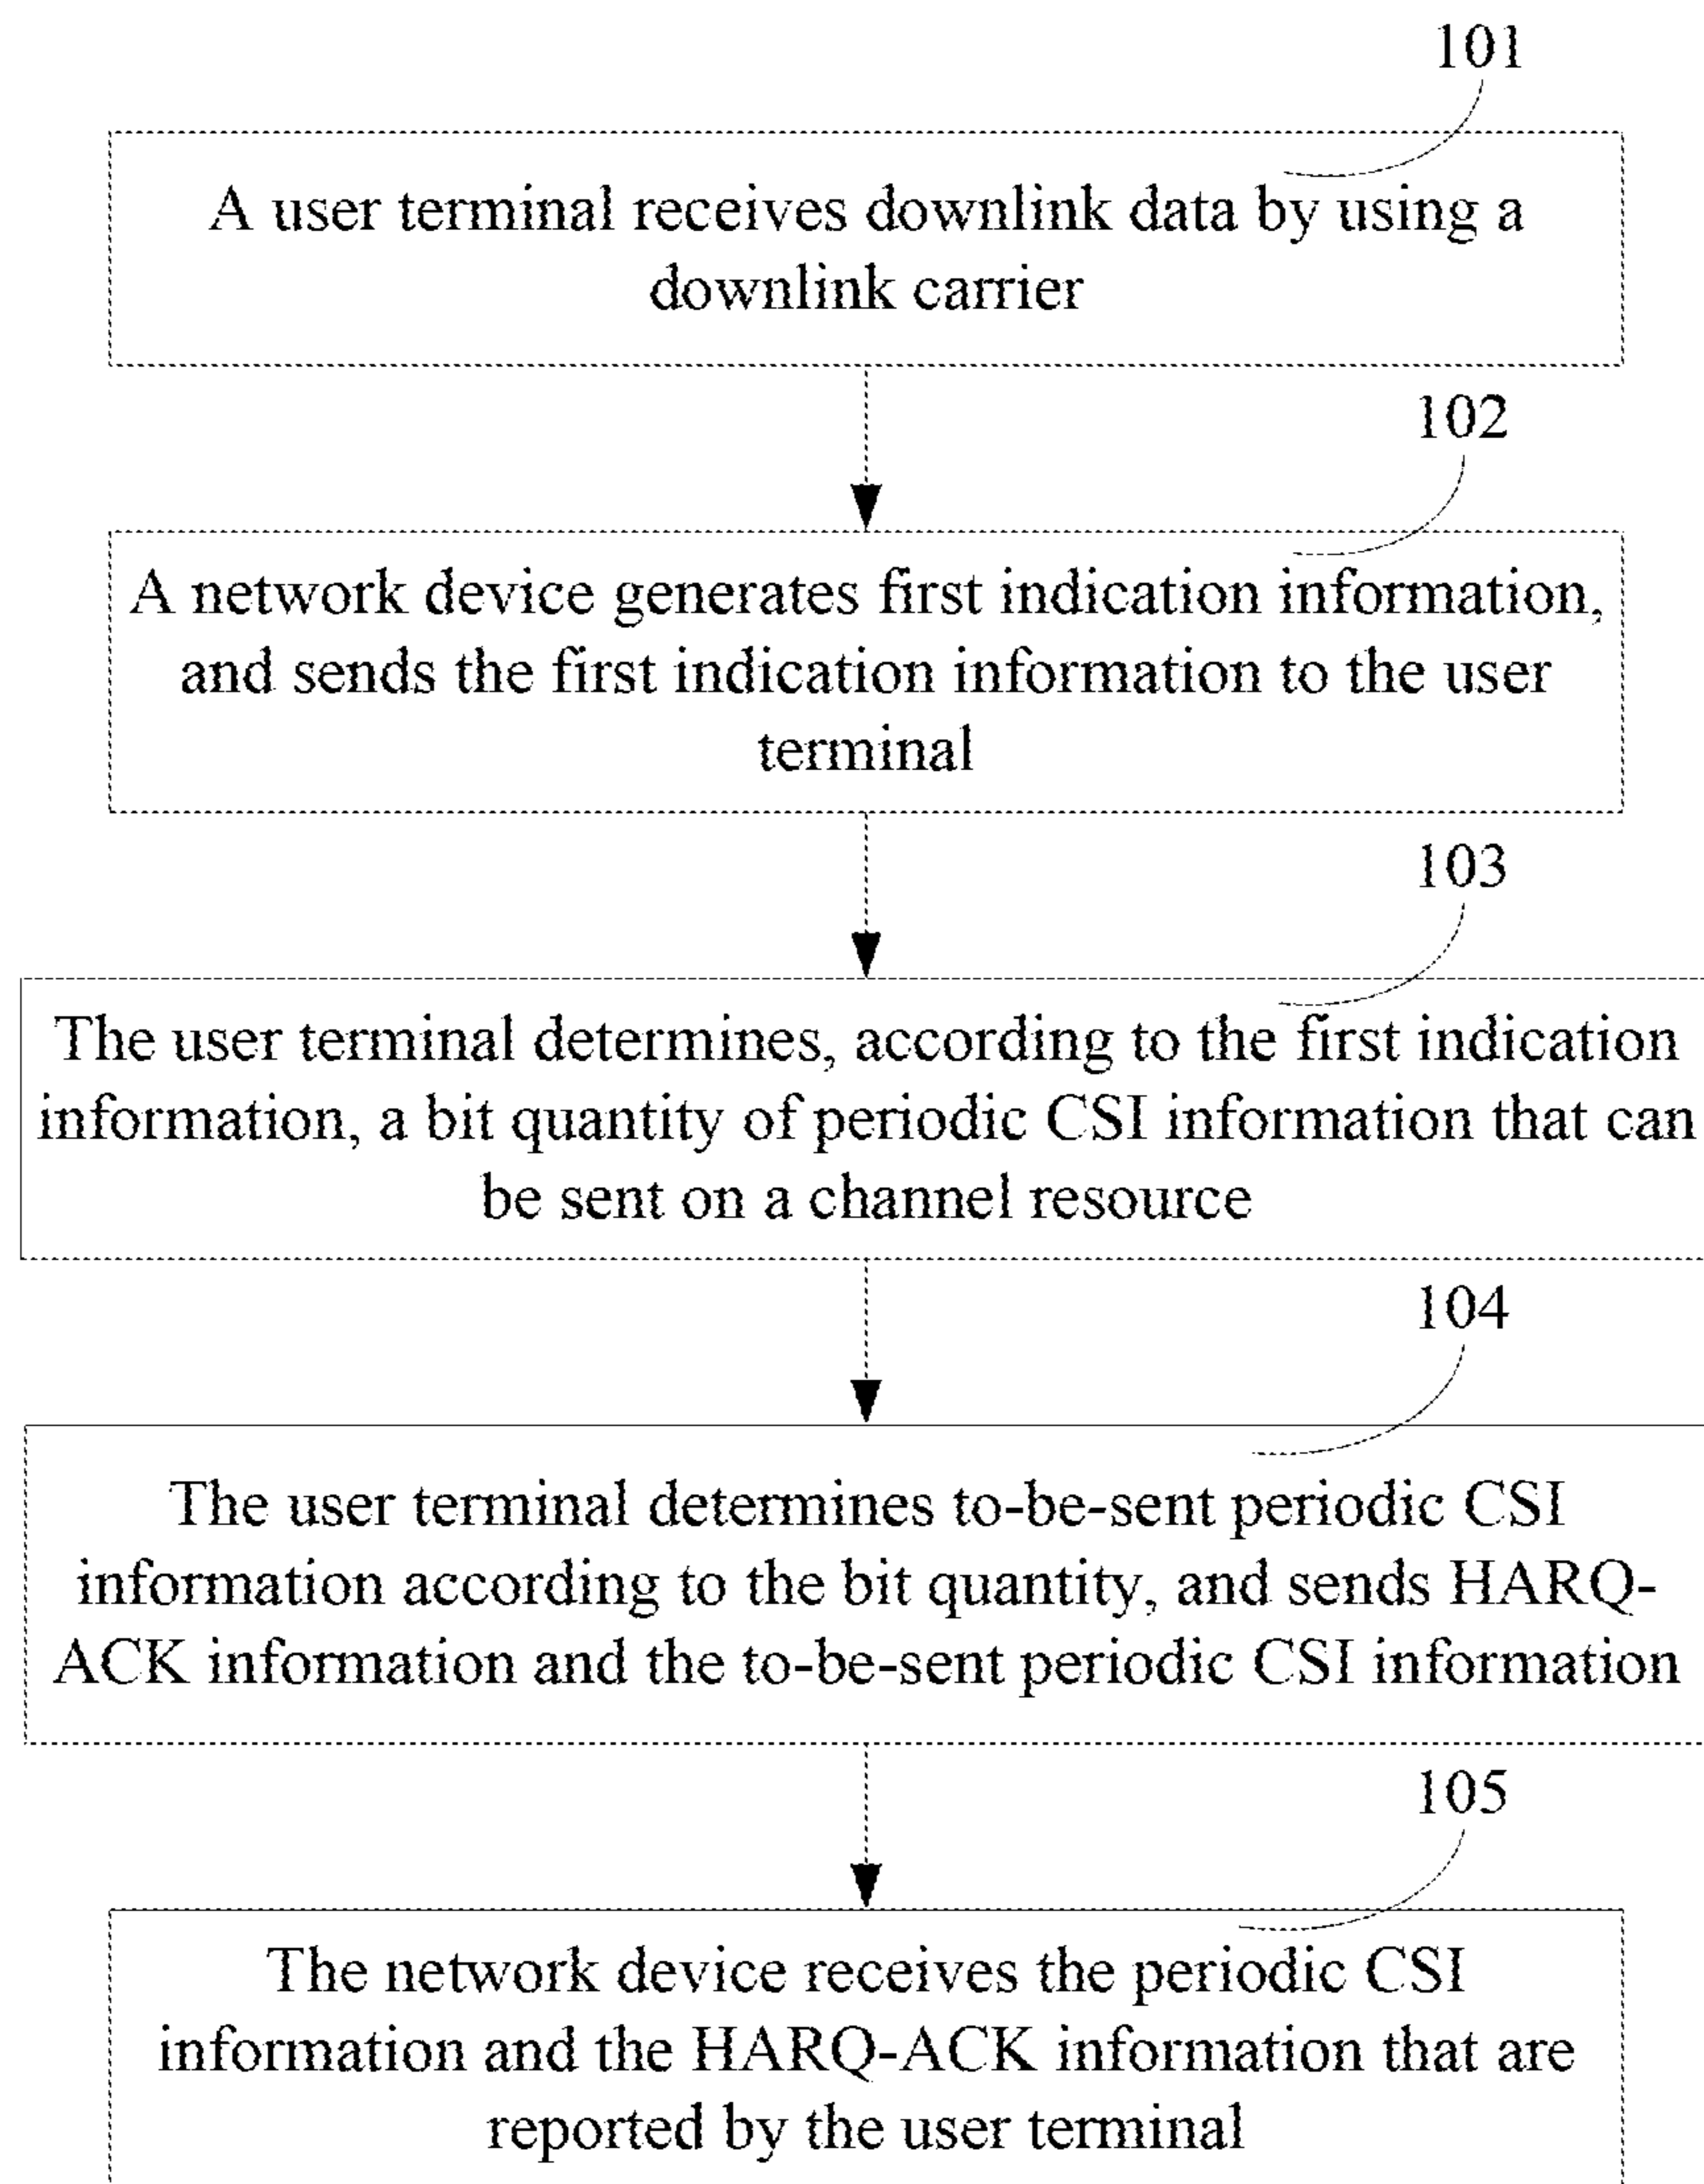 101
A user terminal receives downlink data by using a
downlink carrier
102
A network device generates first indication information,
and sends the first indication information to the user
terminal
103
The user terminal determines, according to the first indication
information, a bit quantity of periodic CSI information that can
be sent on a channel resource
104
The user terminal determines to-be-sent periodic CSI
information according to the bit quantity, and sends HARQ-
ACK information and the to-be-sent periodic CSI information
105
The network device receives the periodic CSI
information and the HARQ-ACK information that are
reported by the user terminal